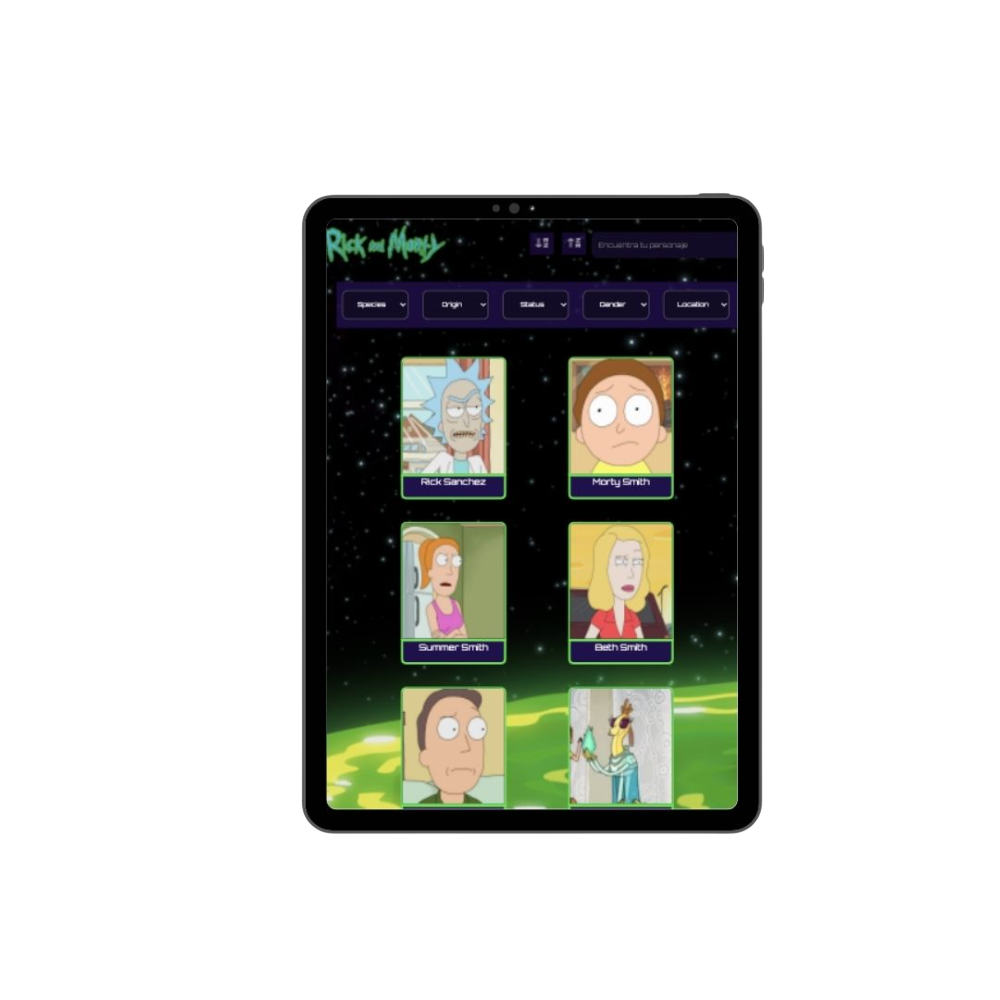 Rick and Morty
A Z
Z A
Encuentra tu personaje
Species
Origin
Status
Gender
Location
Rick Sanchez
Morty Smith
Summer Smith
Beth Smith